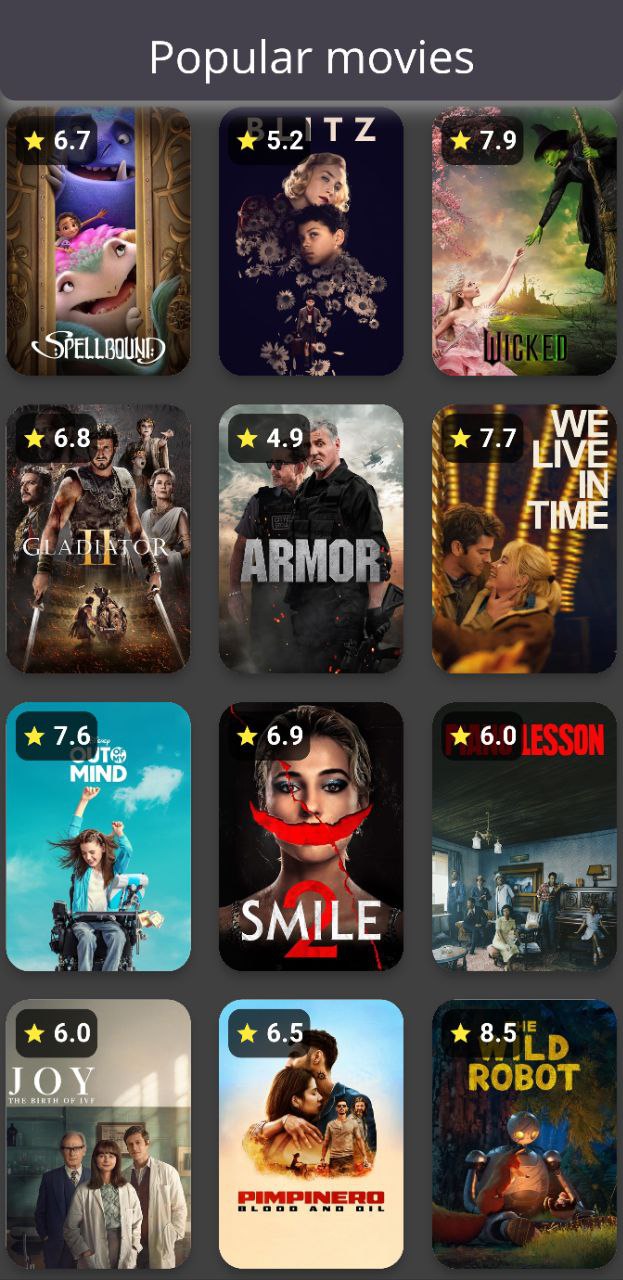 Popular movies
6.7
SPELLBOUND
5.2
BLITZ
7.9
WICKED
6.8
GLADIATOR
II
4.9
ARMOR
7.7
WE
LIVE
IN
TIME
7.6
Disney
OUT OF MY
MIND
6.9
SMILE
2
6.0
LESSON
6.0
JOY
THE BIRTH OF IVF
6.5
PIMPINERO
BLOOD AND OIL
8.5
THE
WILD
ROBOT